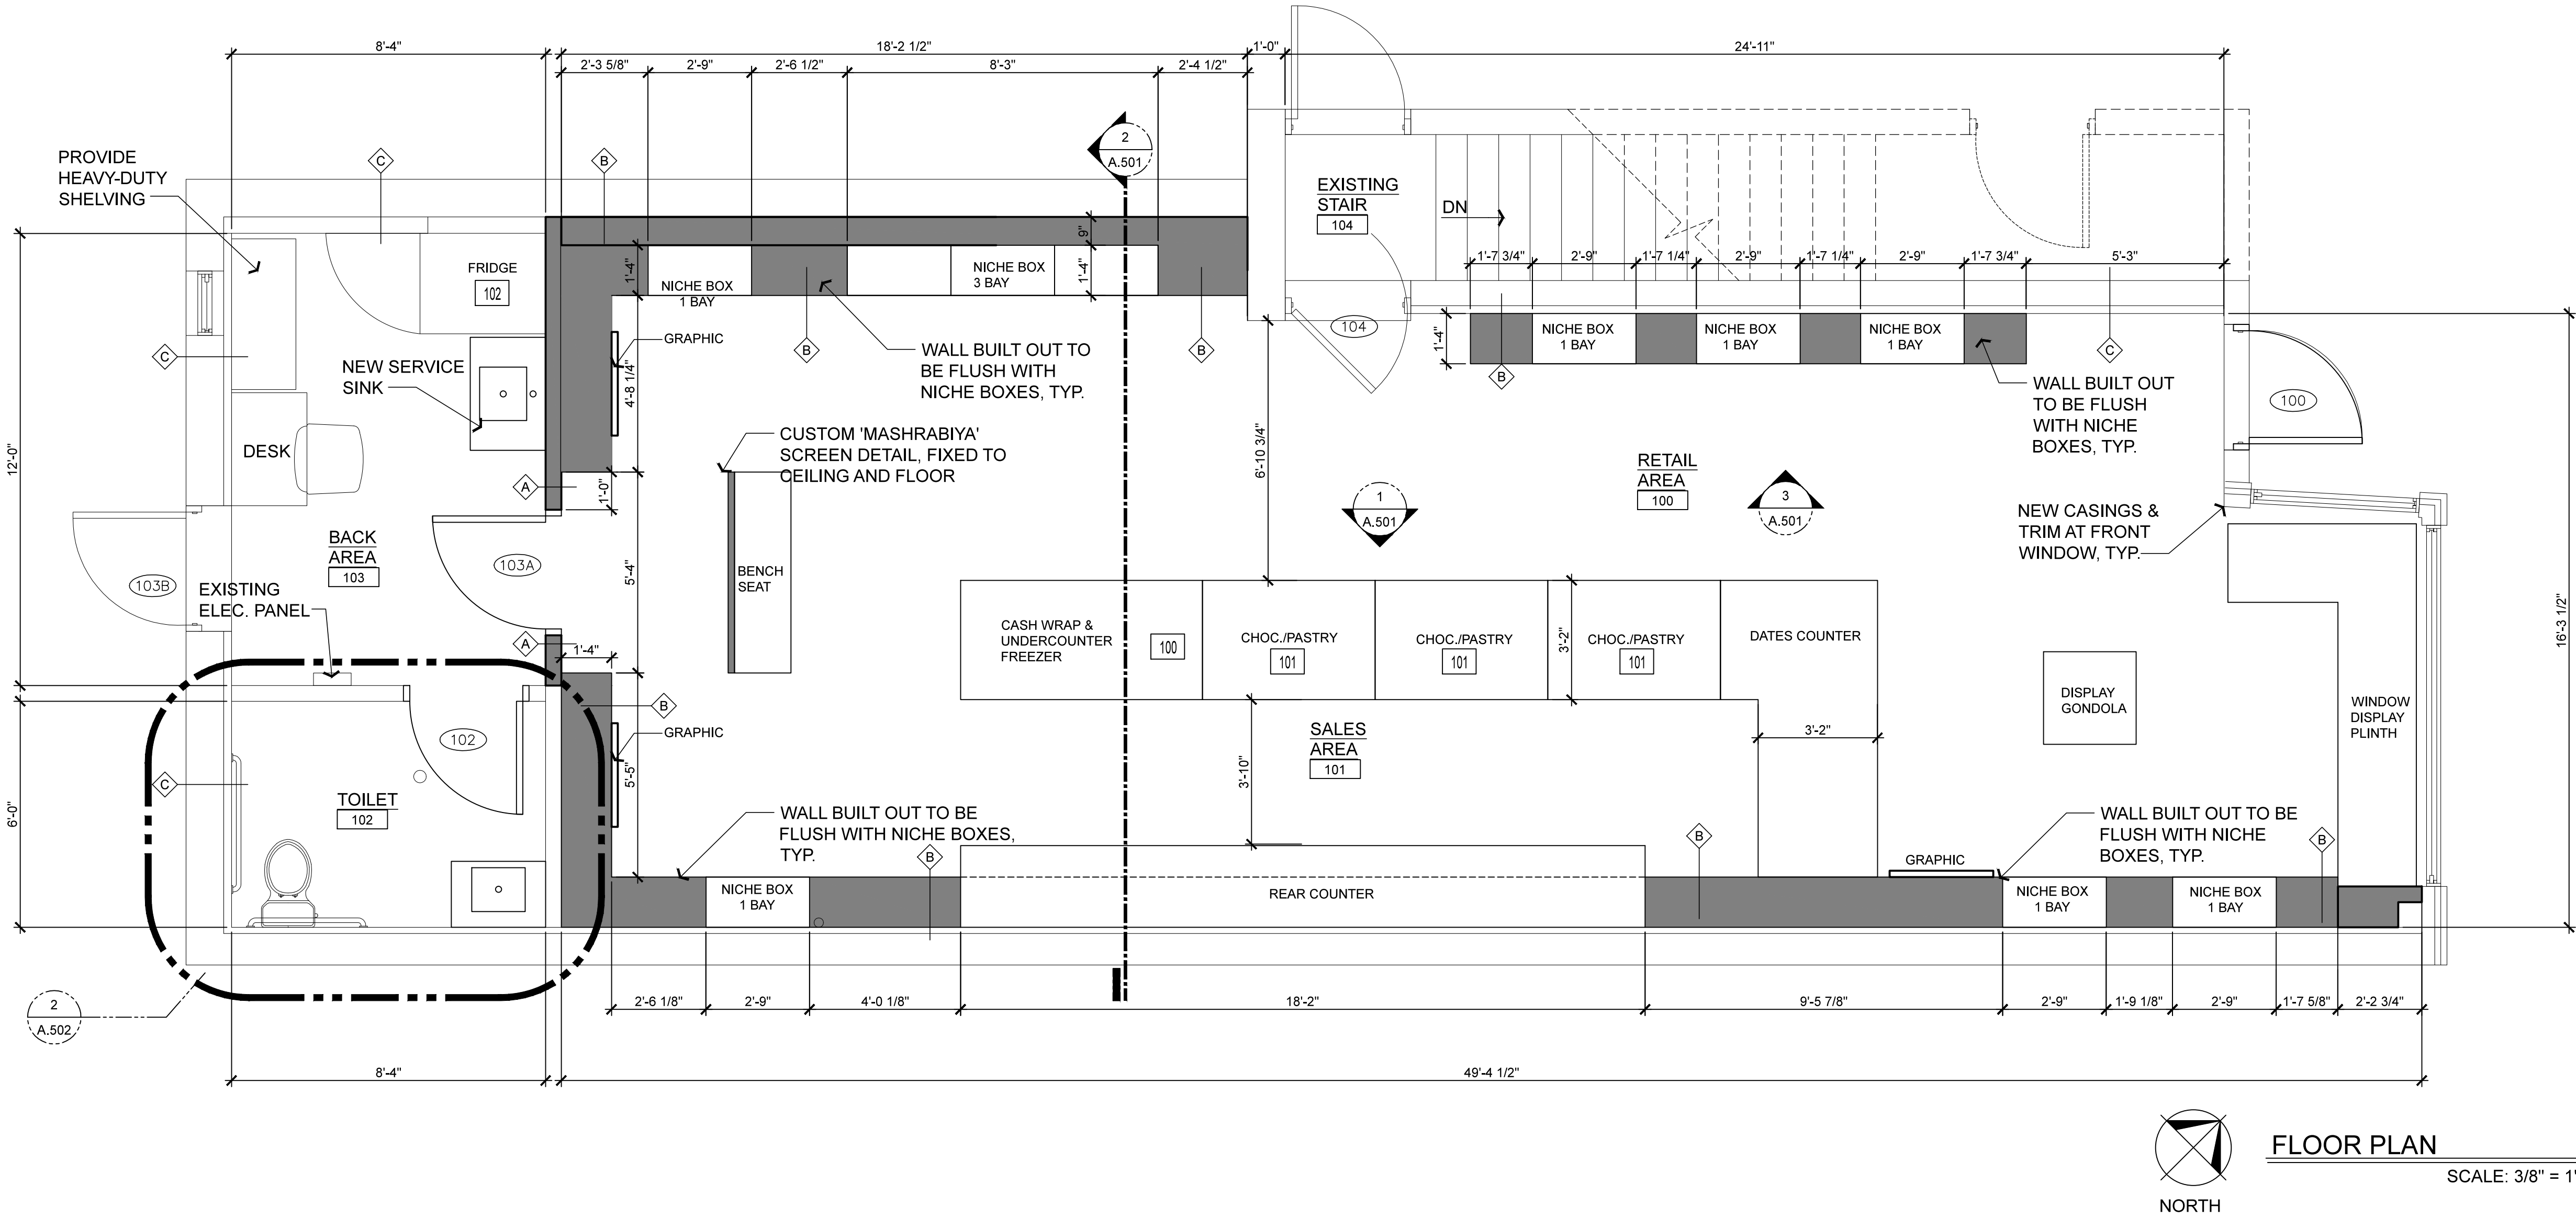 8'-4"
18'-2 1/2"
1'-0"
24'-11"
2'-3 5/8"
2'-9"
2'-6 1/2"
8'-3"
2'-4 1/2"
2
A.501
PROVIDE
HEAVY-DUTY
SHELVING
C
B
EXISTING
STAIR
104
DN
9"
1'-4"
1'-4"
FRIDGE
102
NICHE BOX
1 BAY
NICHE BOX
3 BAY
1'-7 3/4"
2'-9"
1'-7 1/4"
2'-9"
1'-7 1/4"
2'-9"
1'-7 3/4"
5'-3"
104
1'-4"
NICHE BOX
1 BAY
NICHE BOX
1 BAY
NICHE BOX
1 BAY
C
NEW SERVICE
SINK
GRAPHIC
B
WALL BUILT OUT TO
BE FLUSH WITH
NICHE BOXES, TYP.
B
B
C
WALL BUILT OUT
TO BE FLUSH
WITH NICHE
BOXES, TYP.
100
4'-8 1/4"
12'-0"
DESK
CUSTOM 'MASHRABIYA'
SCREEN DETAIL, FIXED TO
CEILING AND FLOOR
6'-10 3/4"
RETAIL
AREA
100
1
A.501
3
A.501
A
1'-0"
NEW CASINGS &
TRIM AT FRONT
WINDOW, TYP.
BACK
AREA
103
103A
103B
5'-4"
BENCH
SEAT
EXISTING
ELEC. PANEL
A
1'-4"
CASH WRAP &
UNDERCOUNTER
FREEZER
100
CHOC./PASTRY
101
CHOC./PASTRY
101
3'-2"
CHOC./PASTRY
101
DATES COUNTER
16'-3 1/2"
DISPLAY
GONDOLA
WINDOW
DISPLAY
PLINTH
B
GRAPHIC
102
5'-5"
SALES
AREA
101
3'-10"
3'-2"
6'-0"
C
TOILET
102
WALL BUILT OUT TO BE
FLUSH WITH NICHE BOXES,
TYP.
B
B
WALL BUILT OUT TO BE
FLUSH WITH NICHE
BOXES, TYP.
B
GRAPHIC
NICHE BOX
1 BAY
REAR COUNTER
NICHE BOX
1 BAY
NICHE BOX
1 BAY
2
A.502
2'-6 1/8"
2'-9"
4'-0 1/8"
18'-2"
9'-5 7/8"
2'-9"
1'-9 1/8"
2'-9"
1'-7 5/8"
2'-2 3/4"
8'-4"
49'-4 1/2"
NORTH
FLOOR PLAN
SCALE: 3/8" = 1'